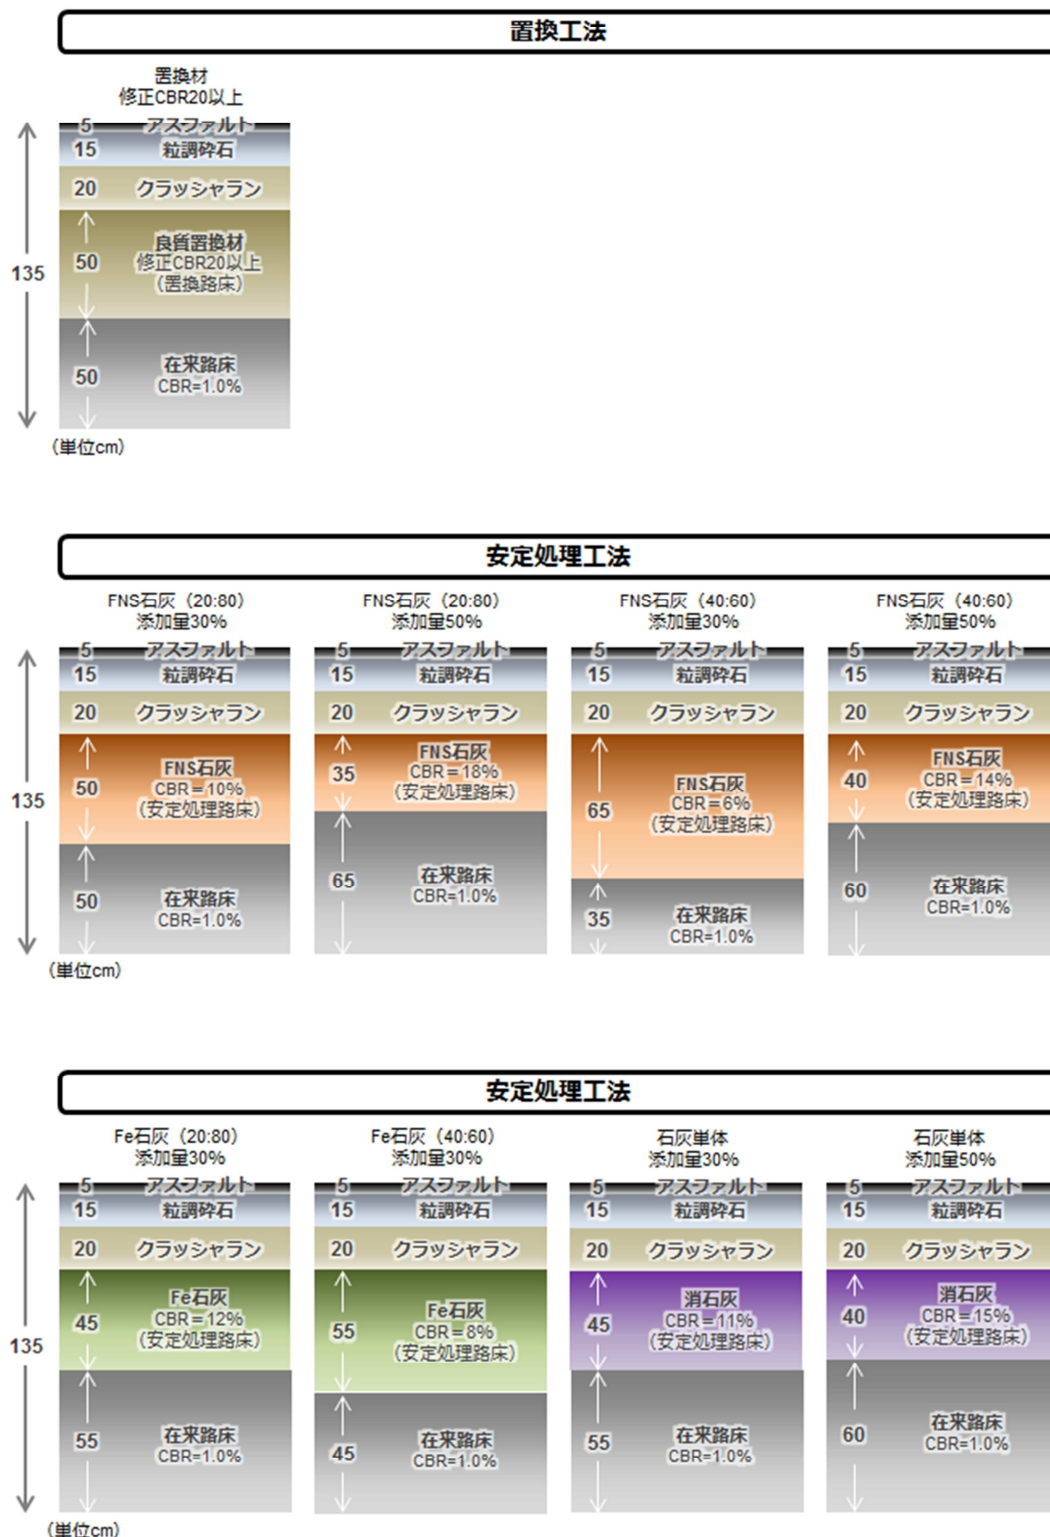 置換工法
置換材
修正CBR20以上
5 アスファルト
15 粒調砕石
20 クラッシャラン
良質置換材
50 修正CBR20以上
（置換路床）
135
在来路床
50 CBR=1.0%
（単位cm）
安定処理工法
FNS石灰（20:80）
添加量30%
5 アスファルト
15 粒調砕石
20 クラッシャラン
FNS石灰
50 CBR＝10%
（安定処理路床）
135
在来路床
50 CBR=1.0%
（単位cm）
FNS石灰（20:80）
添加量50%
5 アスファルト
15 粒調砕石
20 クラッシャラン
FNS石灰
35 CBR＝18%
（安定処理路床）
65 在来路床
CBR=1.0%
FNS石灰（40:60）
添加量30%
5 アスファルト
15 粒調砕石
20 クラッシャラン
FNS石灰
CBR＝6%
65 （安定処理路床）
35 在来路床
CBR=1.0%
FNS石灰（40:60）
添加量50%
5 アスファルト
15 粒調砕石
20 クラッシャラン
FNS石灰
40 CBR＝14%
（安定処理路床）
60 在来路床
CBR=1.0%
安定処理工法
Fe石灰（20:80）
添加量30%
5 アスファルト
15 粒調砕石
20 クラッシャラン
Fe石灰
45 CBR＝12%
（安定処理路床）
135
55 在来路床
CBR=1.0%
（単位cm）
Fe石灰（40:60）
添加量30%
5 アスファルト
15 粒調砕石
20 クラッシャラン
Fe石灰
55 CBR＝8%
（安定処理路床）
在来路床
45 CBR=1.0%
石灰単体
添加量30%
5 アスファルト
15 粒調砕石
20 クラッシャラン
消石灰
45 CBR＝11%
（安定処理路床）
55 在来路床
CBR=1.0%
石灰単体
添加量50%
5 アスファルト
15 粒調砕石
20 クラッシャラン
消石灰
40 CBR＝15%
（安定処理路床）
60 在来路床
CBR=1.0%